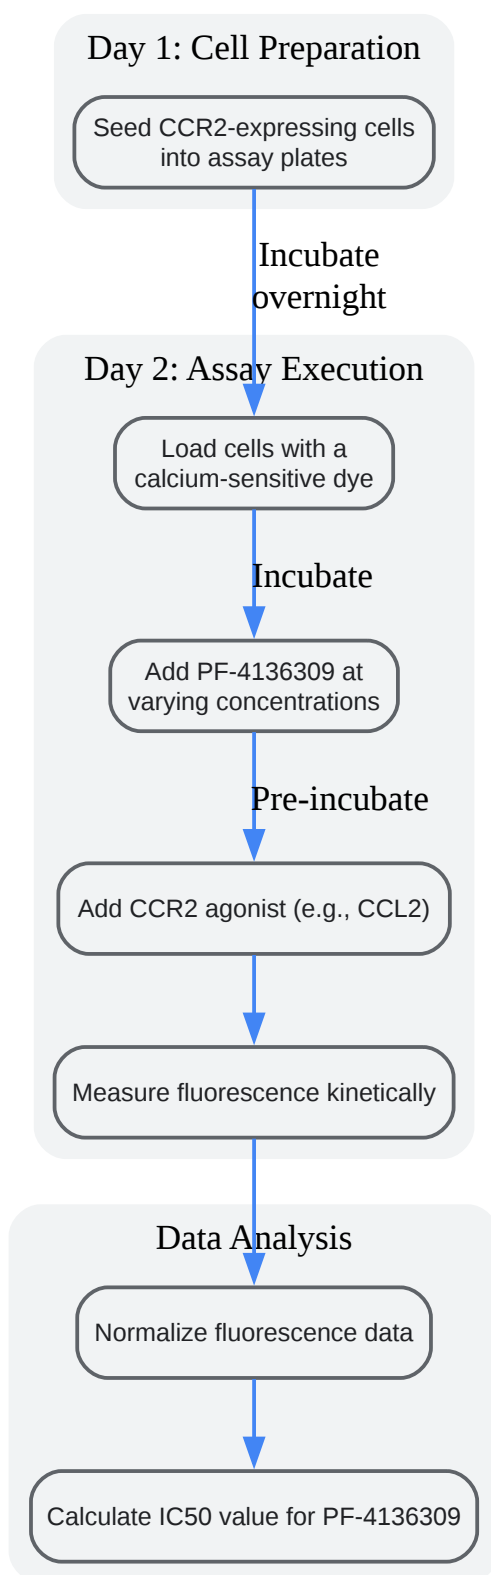 Day 1: Cell Preparation
Seed CCR2-expressing cells
into assay plates
Incubate
overnight
Day 2: Assay Execution
Load cells with a
calcium-sensitive dye
Incubate
Add PF-4136309 at
varying concentrations
Pre-incubate
Add CCR2 agonist (e.g., CCL2)
Measure fluorescence kinetically
Data Analysis
Normalize fluorescence data
Calculate IC50 value for PF-4136309